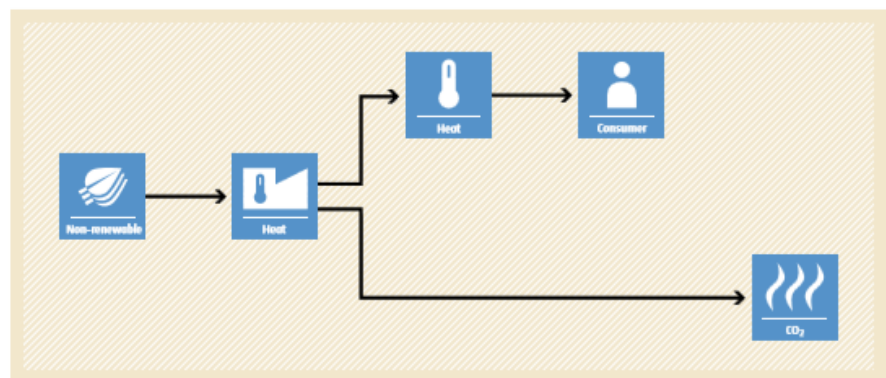 Heat
Consumer
Non-renewable
Heat
CO₂